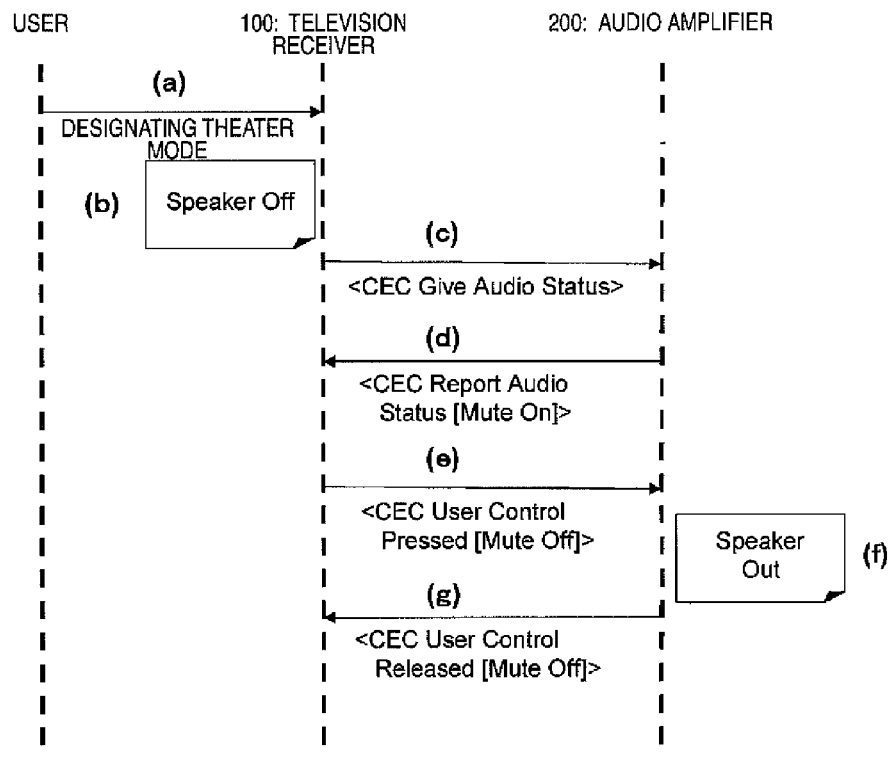 USER
100: TELEVISION
RECEIVER
200: AUDIO AMPLIFIER
(a)
DESIGNATING THEATER
MODE
(b)
Speaker Off
(c)
<CEC Give Audio Status>
(d)
<CEC Report Audio
Status [Mute On]>
(e)
<CEC User Control
Pressed [Mute Off]>
Speaker
Out
(f)
(g)
<CEC User Control
Released [Mute Off]>